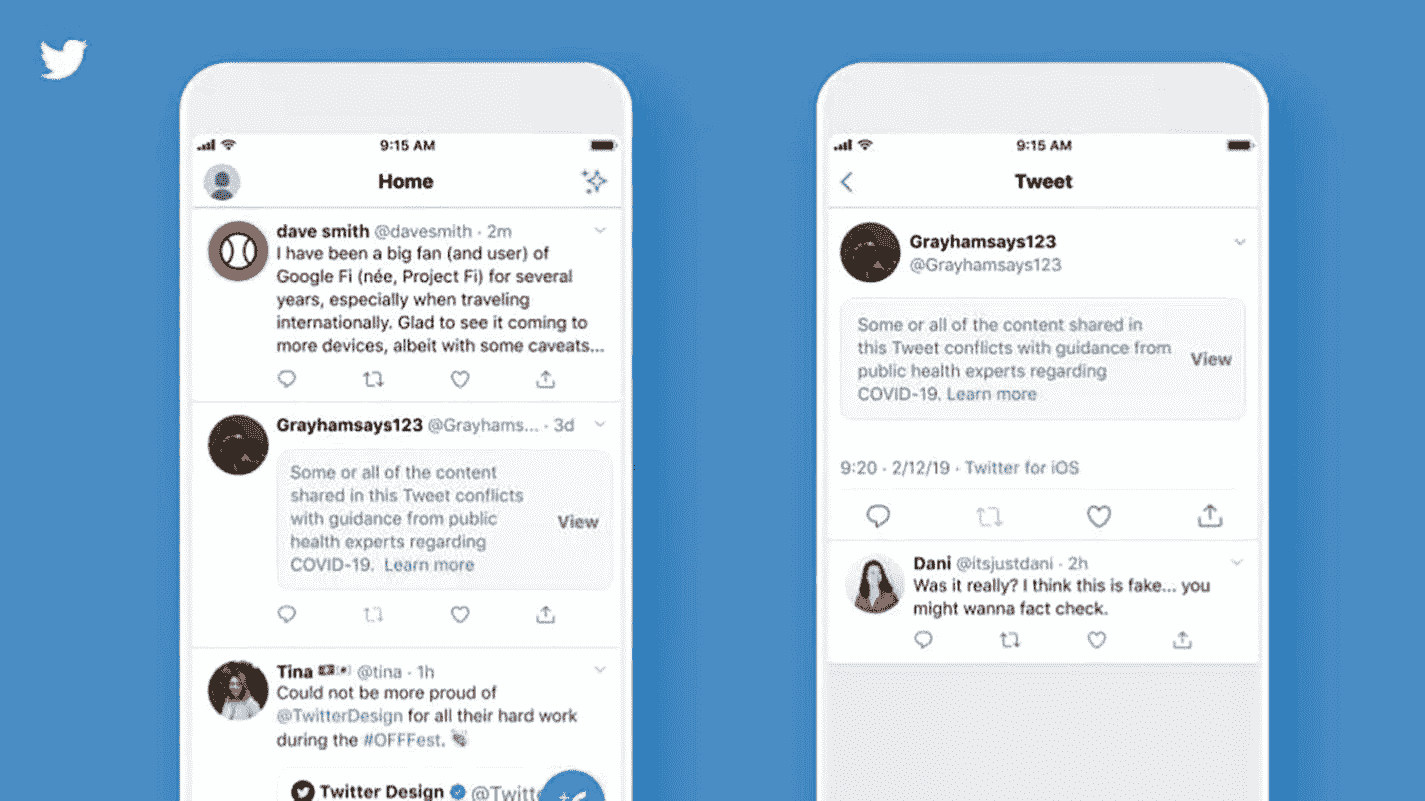 9:15 AM
Home
dave smith @davesmith · 2m
I have been a big fan (and user) of
Google Fi (née, Project Fi) for several
years, especially when traveling
internationally. Glad to see it coming to
more devices, albeit with some caveats...
Grayhamsays123 @Grayhams... · 3d
Some or all of the content
shared in this Tweet conflicts
with guidance from public
health experts regarding
COVID-19. Learn more
View
Tina @tina · 1h
Could not be more proud of
@TwitterDesign for all their hard work
during the #OFFFest.
Twitter Design @Twitt
9:15 AM
Tweet
Grayhamsays123
@Grayhamsays123
Some or all of the content shared in
this Tweet conflicts with guidance from
public health experts regarding
COVID-19. Learn more
View
9:20 · 2/12/19 · Twitter for iOS
Dani @itsjustdani · 2h
Was it really? I think this is fake... you
might wanna fact check.